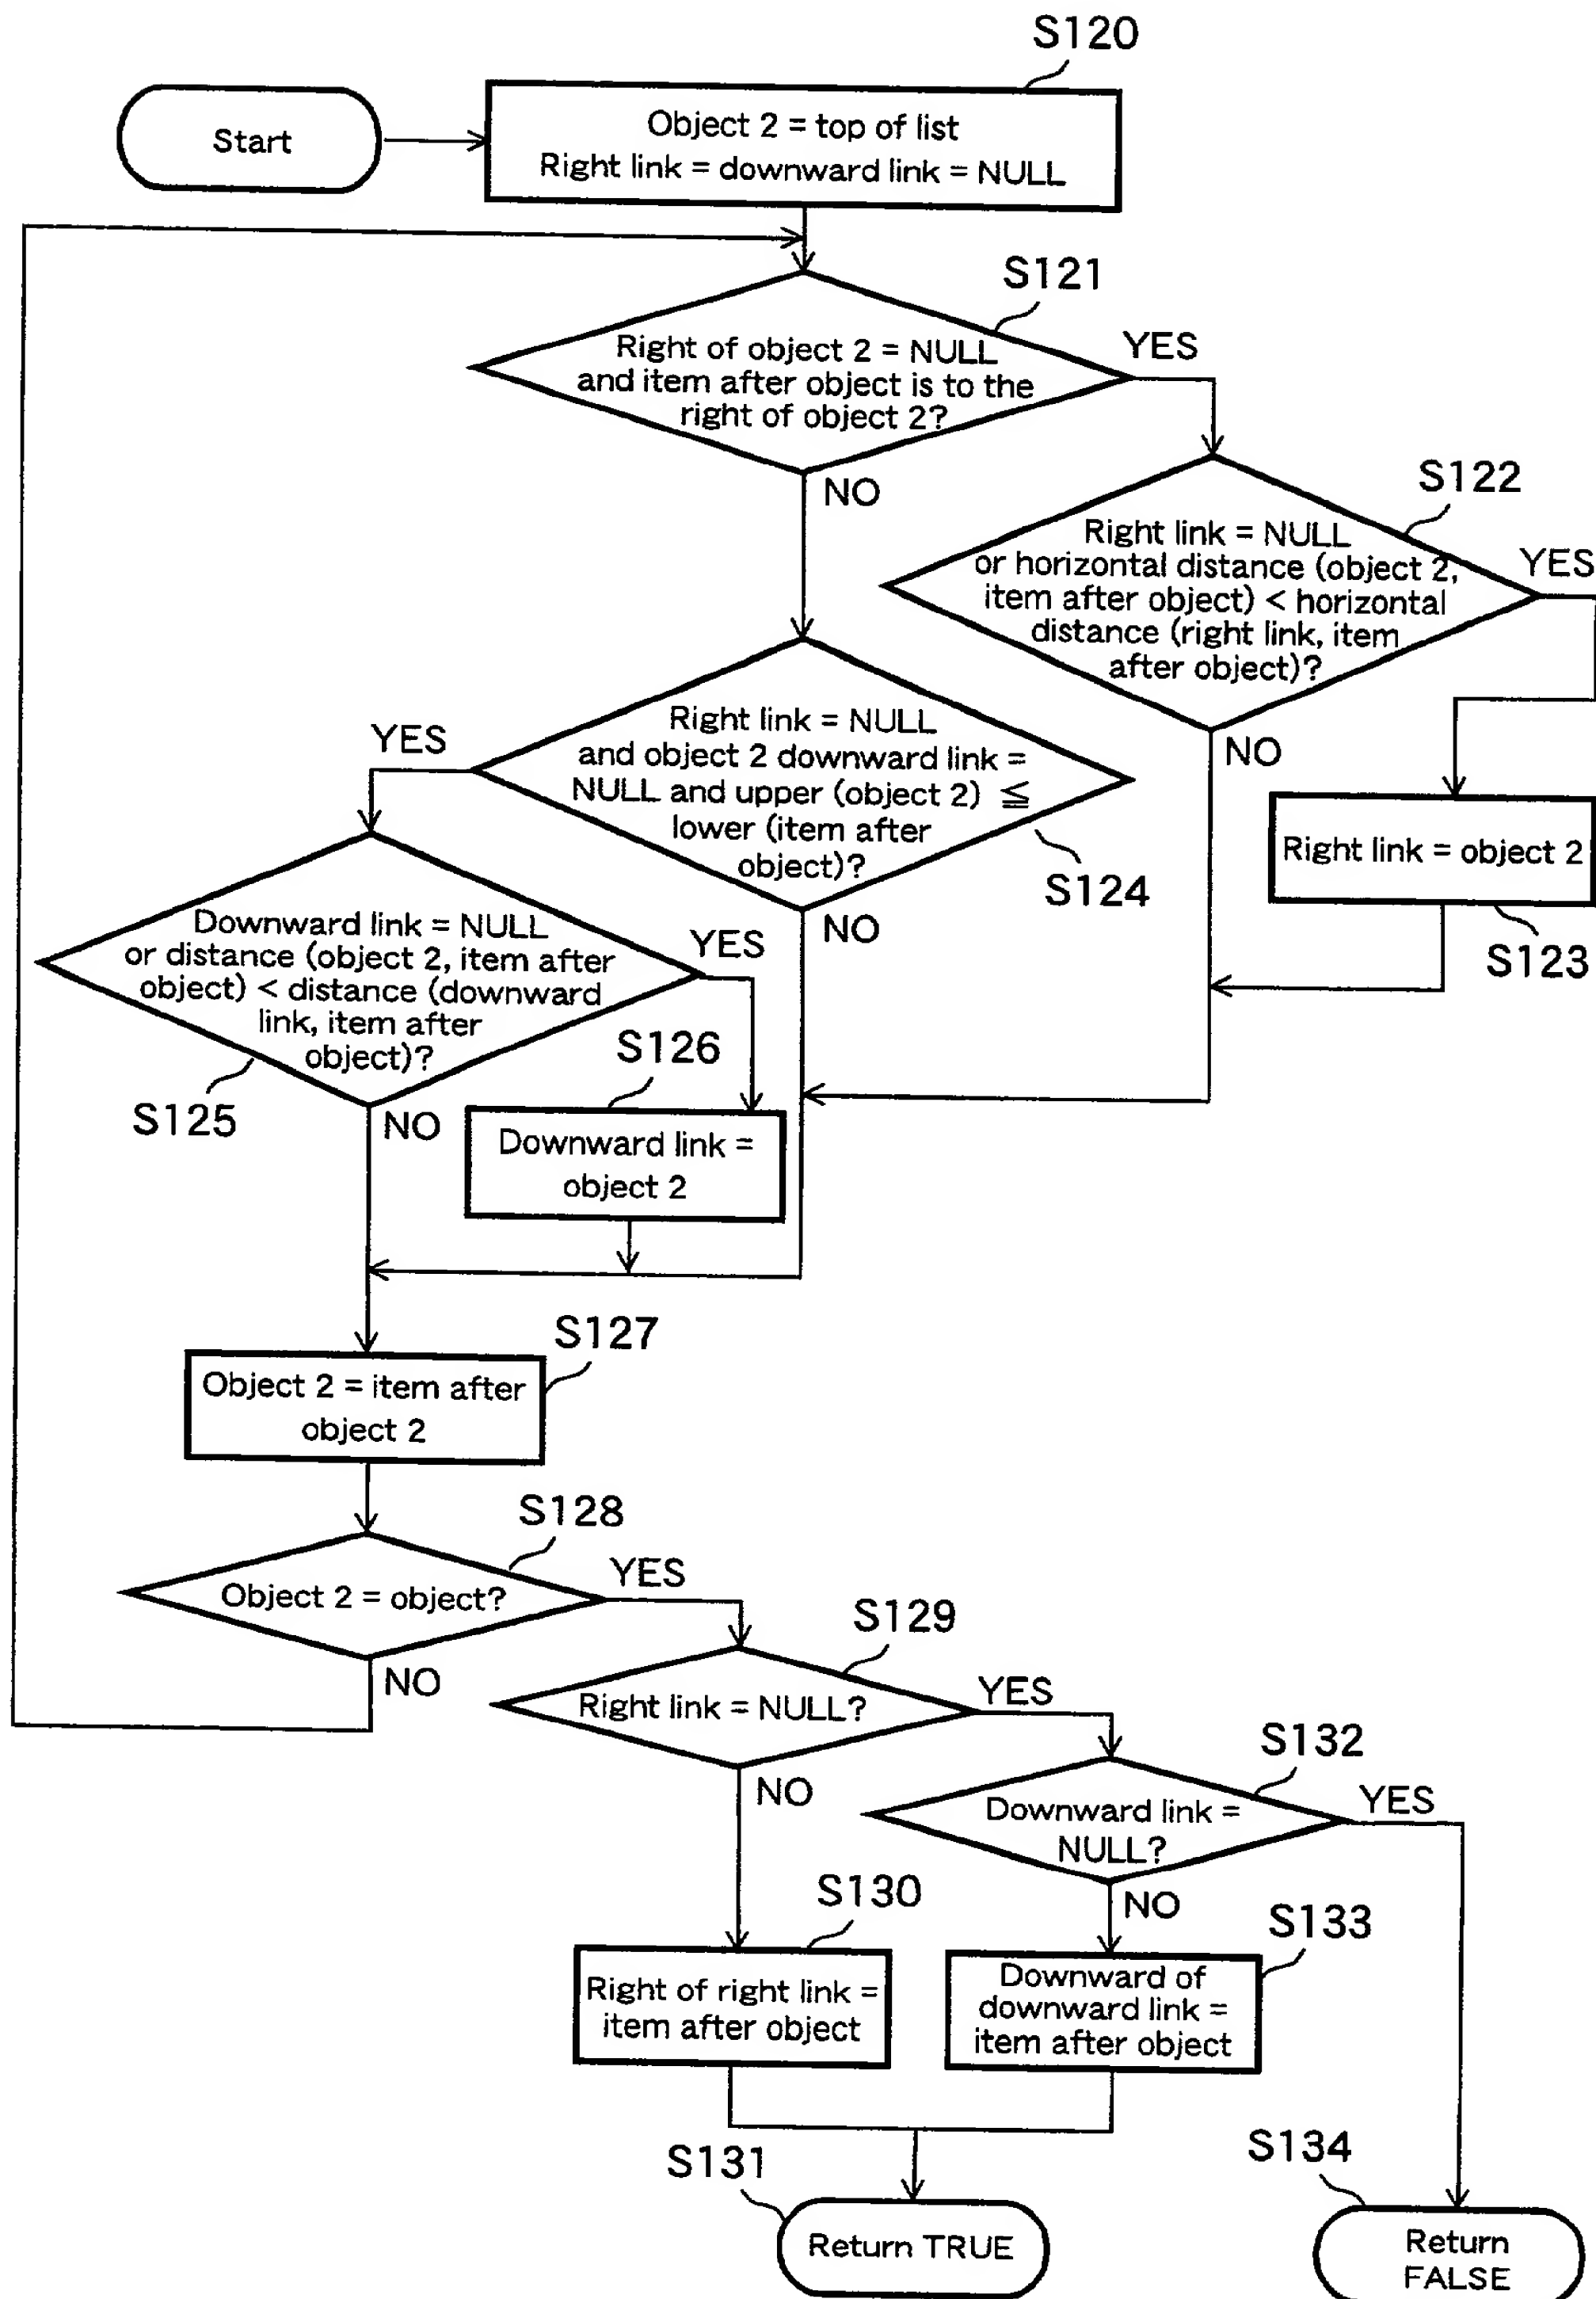 S120
Start
Object 2 = top of list
Right link = downward link = NULL
S121
Right of object 2 = NULL
and item after object is to the
right of object 2?
YES
NO
S122
Right link = NULL
or horizontal distance (object 2,
item after object) < horizontal
distance (right link, item
after object)?
YES
NO
Right link = NULL
and object 2 downward link =
NULL and upper (object 2) ≦
lower (item after
object)?
YES
S124
NO
Right link = object 2
S123
Downward link = NULL
or distance (object 2, item after
object) < distance (downward
link, item after
object)?
YES
S125
NO
S126
Downward link =
object 2
S127
Object 2 = item after
object 2
S128
Object 2 = object?
YES
NO
S129
Right link = NULL?
YES
NO
S132
Downward link =
NULL?
YES
NO
S130
Right of right link =
item after object
S133
Downward of
downward link =
item after object
S131
Return TRUE
S134
Return
FALSE